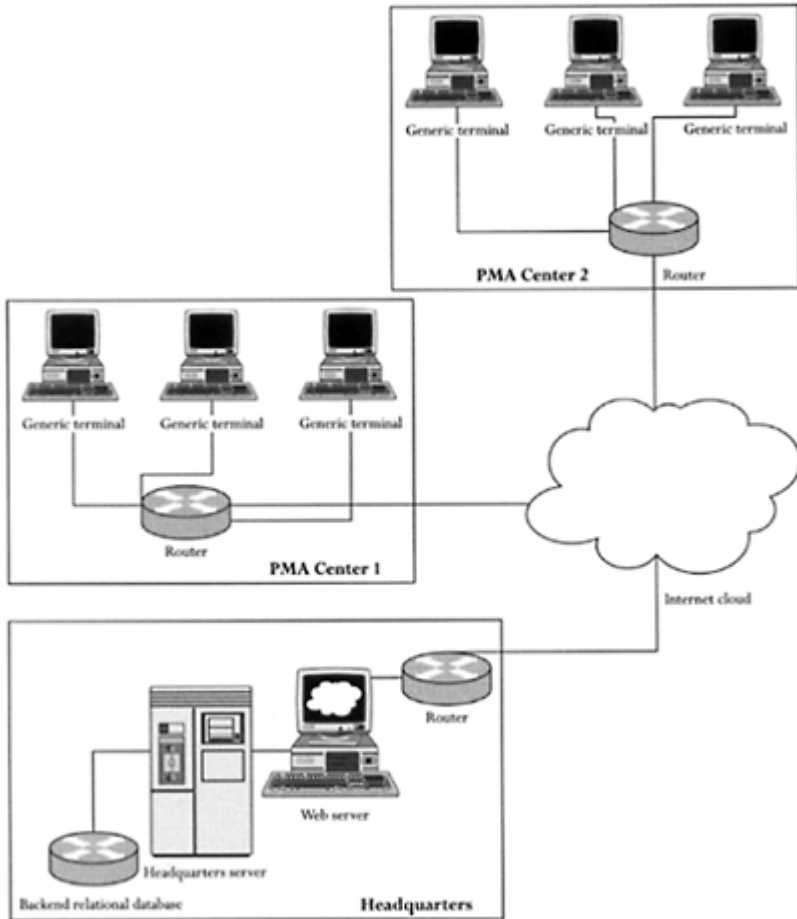 Generic terminal
Generic terminal
Generic terminal
PMA Center 2
Router
Generic terminal
Generic terminal
Generic terminal
Router
PMA Center 1
Internet cloud
Router
Web server
Headquarters server
Backend relational database
Headquarters